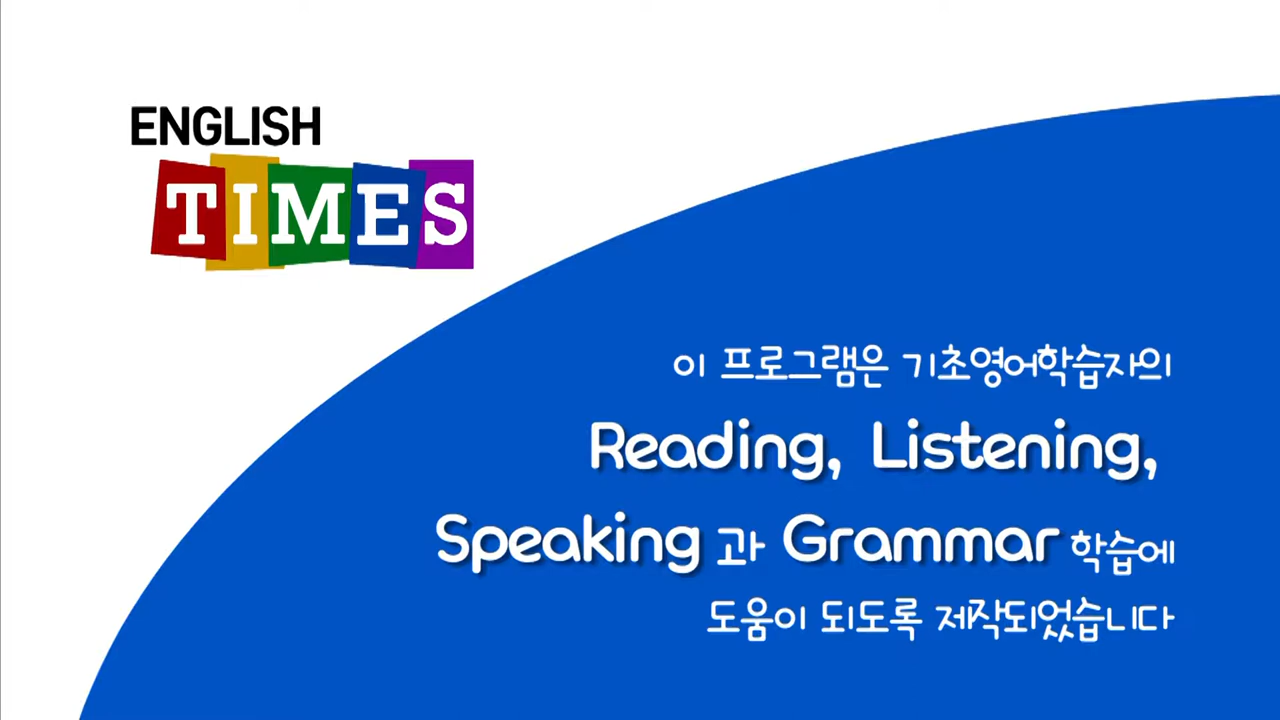 ENGLISH
TIMES
이 프로그램은 기초영어학습자의
Reading, Listening,
Speaking 과 Grammar 학습에
도움이 되도록 제작되었습니다